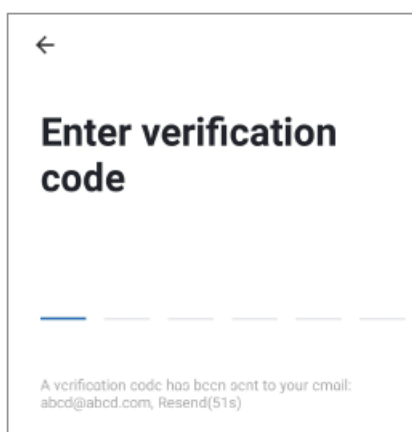 Enter verification
code
A verification code has been sent to your email:
abcd@abcd.com, Resend(51s)